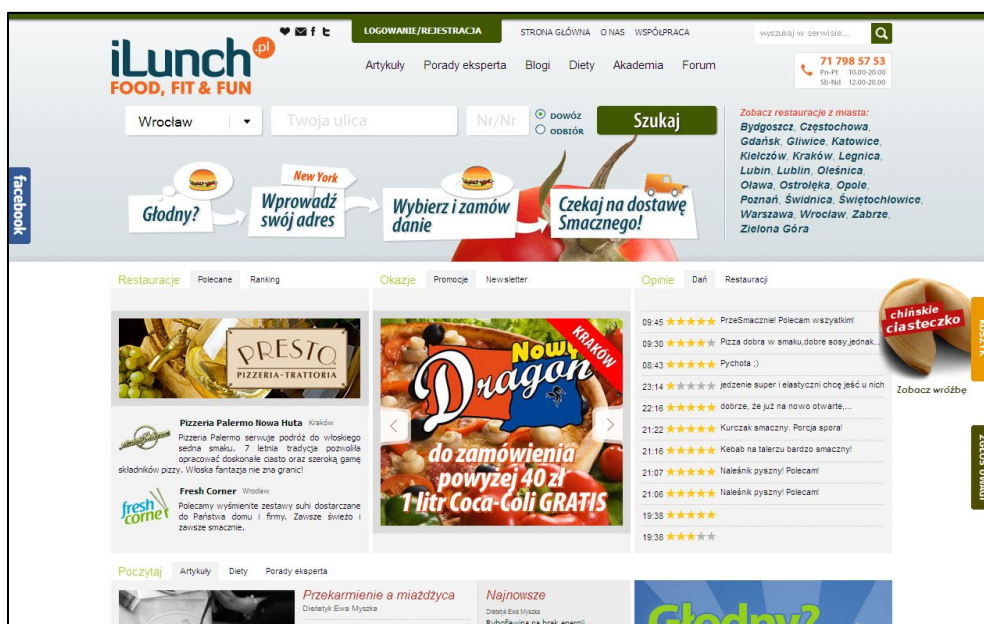 LOGOWANIE/REJESTRACJA
STRONA GŁÓWNA O NAS WSPÓŁPRACA
wyszukaj w serwisie...
iLunch.pl
FOOD, FIT & FUN
Artykuły Porady eksperta Blogi Diety Akademia Forum
71 798 57 53
Pn-Pt 10.00-20.00
Sb-Nd 12.00-20.00
Wrocław
Twoja ulica
Nr/Nr
DOWÓZ
ODBIÓR
Szukaj
Zobacz restauracje z miasta:
Bydgoszcz, Częstochowa,
Gdańsk, Gliwice, Katowice,
Kiełczów, Kraków, Legnica,
Lubin, Lublin, Oleśnica,
Oława, Ostrołęka, Opole,
Poznań, Świdnica, Świętochłowice,
Warszawa, Wrocław, Zabrze,
Zielona Góra
facebook
Głodny?
New York
Wprowadź
swój adres
Wybierz i zamów
danie
Czekaj na dostawę
Smacznego!
Restauracje Polecane Ranking
PRESTO
PIZZERIA-TRATTORIA
Pizzeria Palermo Nowa Huta Kraków
Pizzeria Palermo serwuje podróż do włoskiego
sedna smaku. 7 letnia tradycja pozwoliła
opracować doskonałe ciasto oraz szeroką gamę
składników pizzy. Włoska fantazja nie zna granic!
fresh
corner
Fresh Corner Wrocław
Polecamy wyśmienite zestawy suhi dostarczane
do Państwa domu i firmy. Zawsze świeżo i
zawsze smacznie.
Okazje Promocje Newsletter
KRAKÓW
Nowy
Dragon
do zamówienia
powyżej 40 zł
1 litr Coca-Coli GRATIS
Opinie Dań Restauracji
09:45 PrzeSmacznie! Polecam wszystkim!
09:30 Pizza dobra w smaku,dobre sosy,jednak...
08:43 Pychota ;)
23:14 jedzenie super i elastyczni chcę jeść u nich
22:16 dobrze, że już na nowo otwarte,...
21:22 Kurczak smaczny. Porcja spora!
21:16 Kebab na talerzu bardzo smaczny!
21:07 Naleśnik pyszny! Polecam!
21:06 Naleśnik pyszny! Polecam!
19:38
19:38
chińskie
ciasteczko
Zobacz wróżbę
KOSZYK
ZGŁOŚ UWAGI
Poczytaj Artykuły Diety Porady eksperta
Przekarmienie a miażdżyca
Dietetyk Ewa Myszka
Najnowsze
Dietetyk Ewa Myszka
Ryboflawina na brak energii....
Głodny?